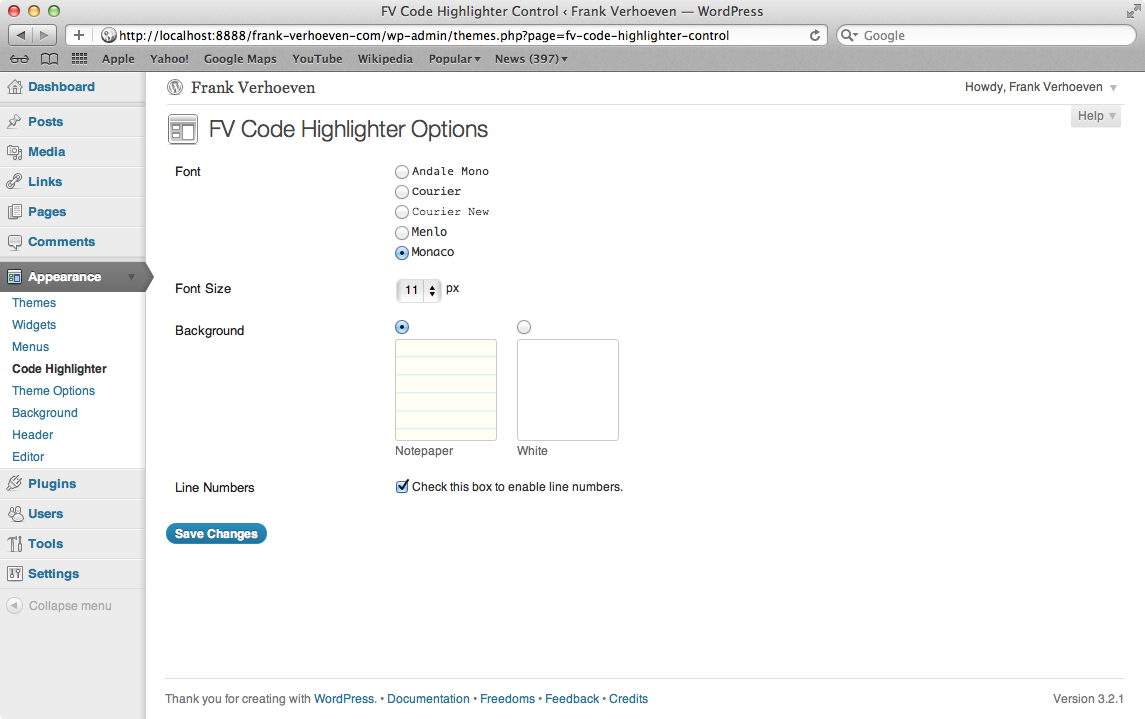 FV Code Highlighter Control ‹ Frank Verhoeven — WordPress
http://localhost:8888/frank-verhoeven-com/wp-admin/themes.php?page=fv-code-highlighter-control
Google
Apple Yahoo! Google Maps YouTube Wikipedia Popular News (397)
Dashboard
Posts
Media
Links
Pages
Comments
Appearance
Themes
Widgets
Menus
Code Highlighter
Theme Options
Background
Header
Editor
Plugins
Users
Tools
Settings
Collapse menu
Frank Verhoeven
Howdy, Frank Verhoeven
Help
FV Code Highlighter Options
Font
Andale Mono
Courier
Courier New
Menlo
Monaco
Font Size
11 px
Background
Notepaper
White
Line Numbers
Check this box to enable line numbers.
Save Changes
Thank you for creating with WordPress. • Documentation • Freedoms • Feedback • Credits
Version 3.2.1